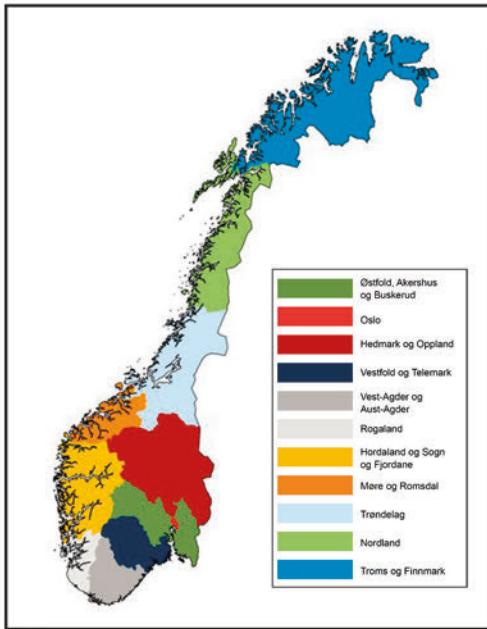 Østfold, Akershus
og Buskerud
Oslo
Hedmark og Oppland
Vestfold og Telemark
Vest-Agder og
Aust-Agder
Rogaland
Hordaland og Sogn
og Fjordane
Møre og Romsdal
Trøndelag
Nordland
Troms og Finnmark